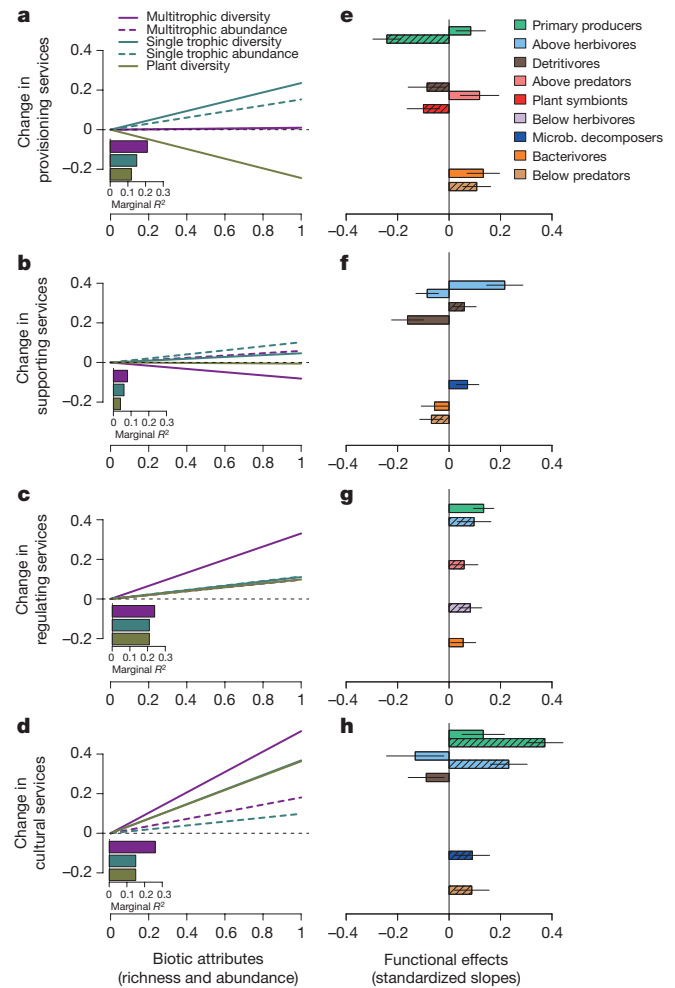 a
Multitrophic diversity
Multitrophic abundance
Single trophic diversity
Single trophic abundance
Plant diversity
0.4
0.2
0
−0.2
Change in
provisioning services
0 0.1 0.2 0.3
Marginal R²
0 0.2 0.4 0.6 0.8 1
e
Primary producers
Above herbivores
Detritivores
Above predators
Plant symbionts
Below herbivores
Microb. decomposers
Bacterivores
Below predators
−0.4 −0.2 0 0.2 0.4
b
0.4
0.2
0
−0.2
Change in
supporting services
0 0.1 0.2 0.3
Marginal R²
0 0.2 0.4 0.6 0.8 1
f
−0.4 −0.2 0 0.2 0.4
c
0.4
0.2
0
−0.2
Change in
regulating services
0 0.1 0.2 0.3
Marginal R²
0 0.2 0.4 0.6 0.8 1
g
−0.4 −0.2 0 0.2 0.4
d
0.4
0.2
0
−0.2
Change in
cultural services
0 0.1 0.2 0.3
Marginal R²
0 0.2 0.4 0.6 0.8 1
Biotic attributes
(richness and abundance)
h
−0.4 −0.2 0 0.2 0.4
Functional effects
(standardized slopes)